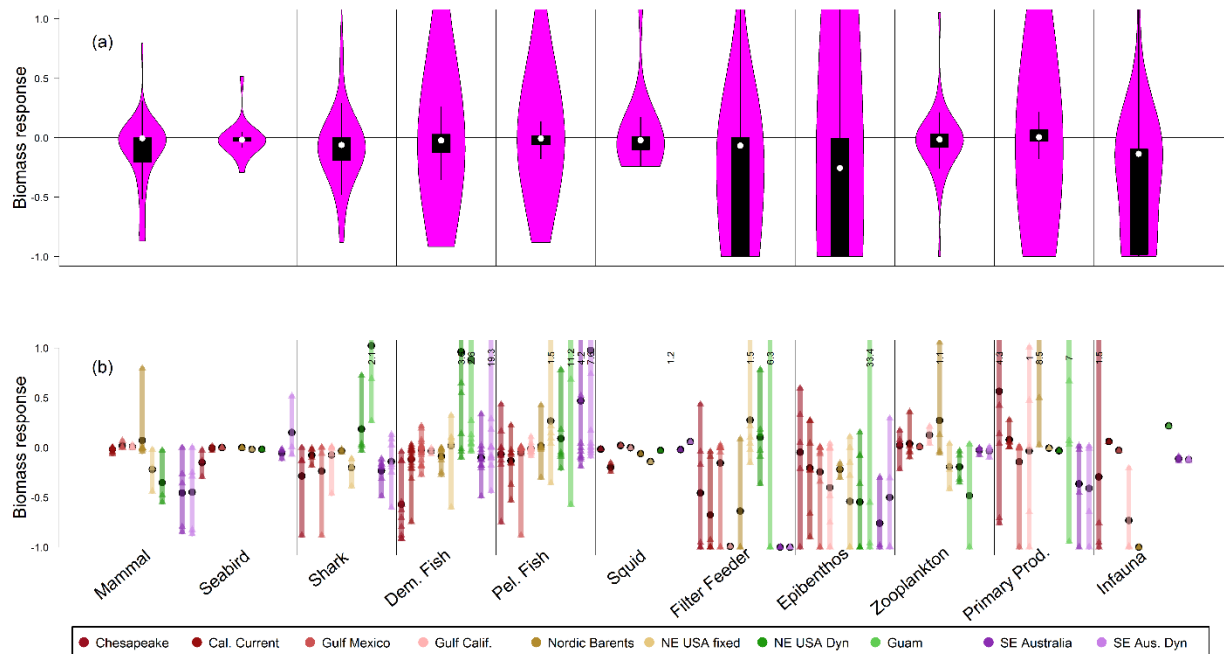 (a)
Biomass response
1.0
0.5
0.0
-0.5
-1.0
(b)
Biomass response
1.0
0.5
0.0
-0.5
-1.0
2.1
2.6
19.3
1.5
11.2
4.2
7.6
1.2
1.5
6.3
33.4
1.1
4.3
1
8.5
7
1.5
Mammal
Seabird
Shark
Dem. Fish
Pel. Fish
Squid
Filter Feeder
Epibenthos
Zooplankton
Primary Prod.
Infauna
Chesapeake Cal. Current Gulf Mexico Gulf Calif. Nordic Barents NE USA fixed NE USA Dyn Guam SE Australia SE Aus. Dyn